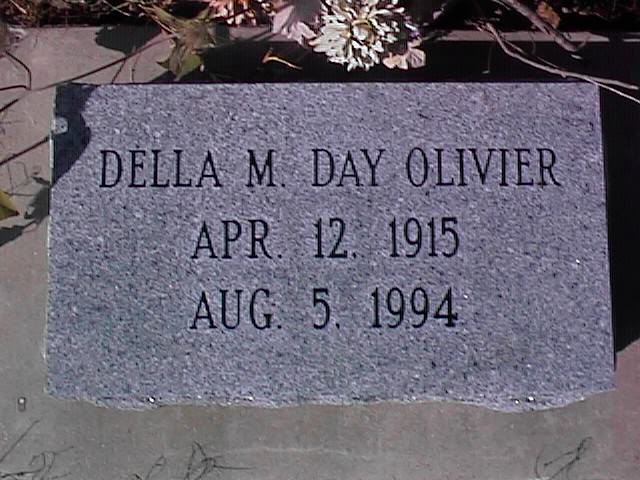 DELLA M. DAY OLIVIER
APR. 12, 1915
AUG. 5, 1994